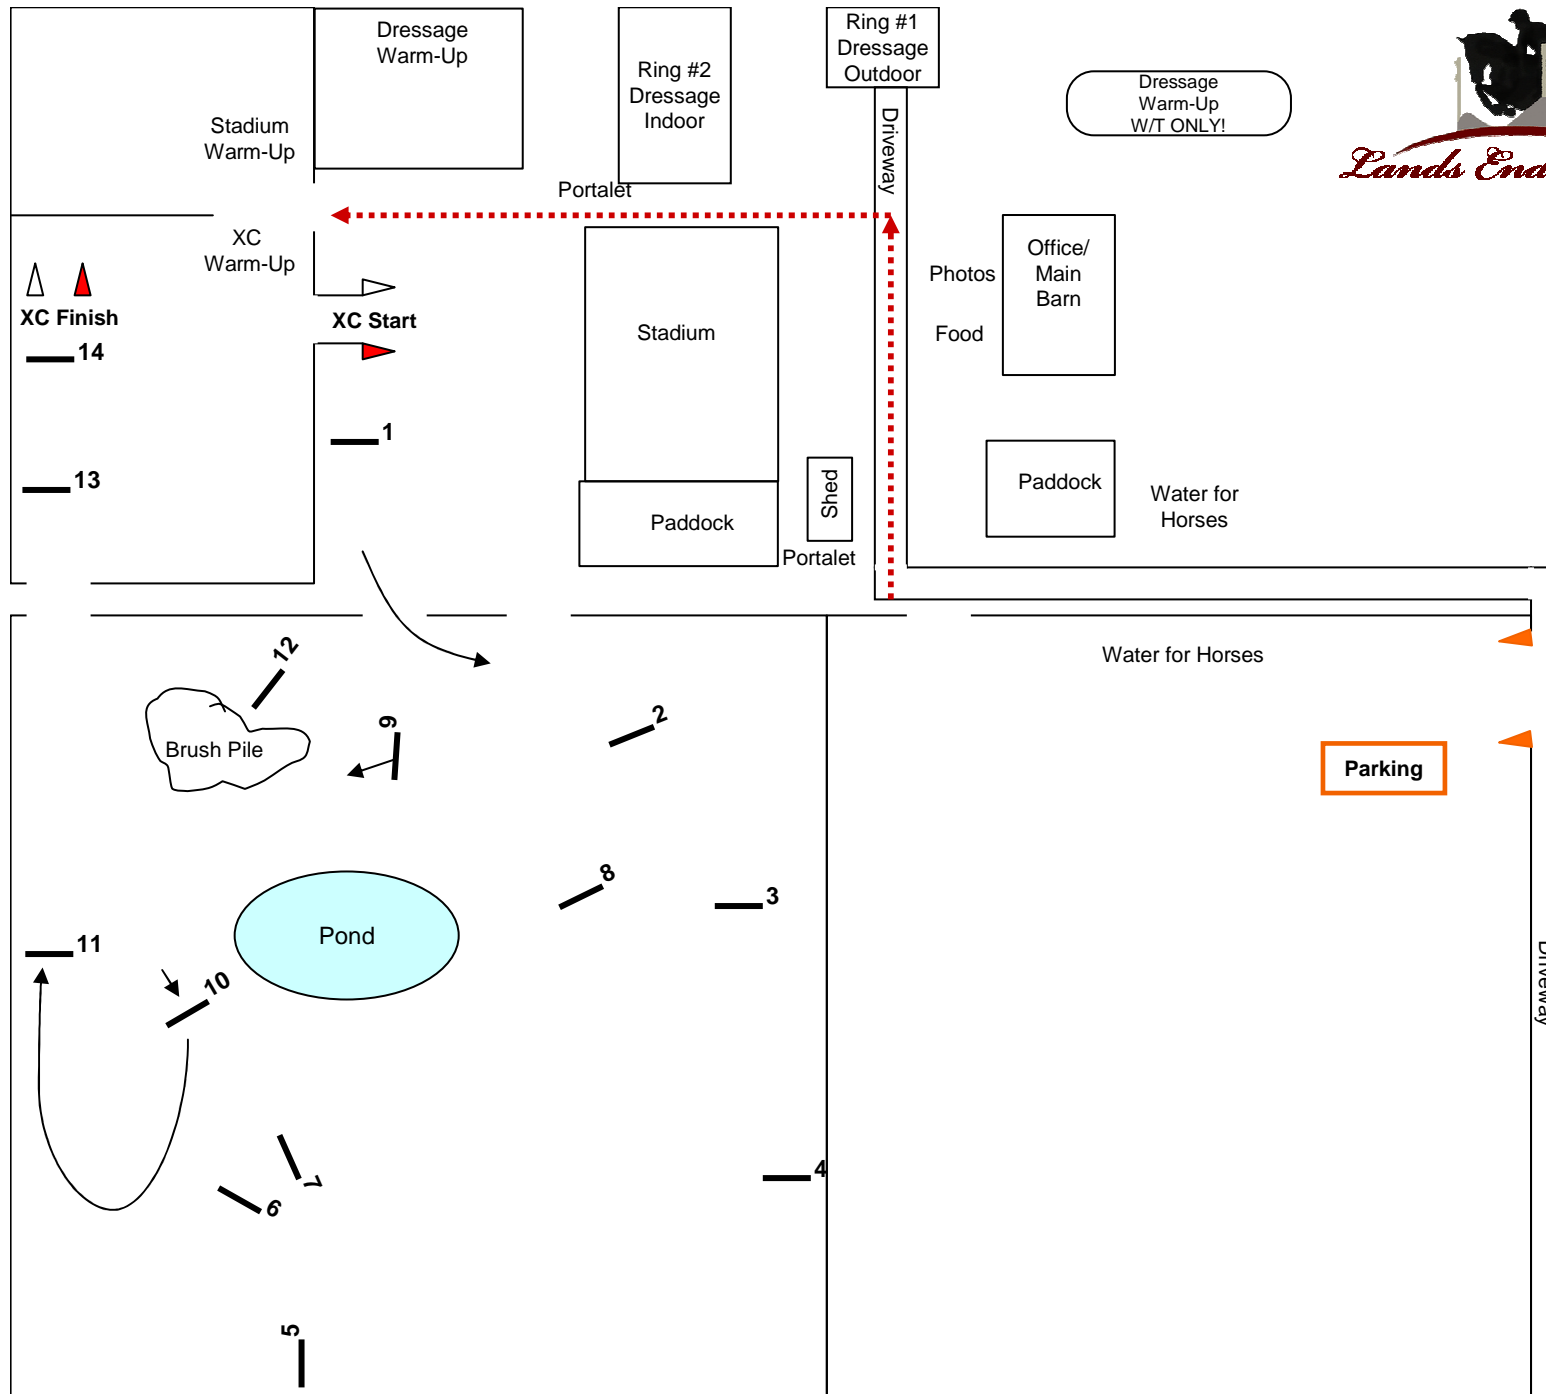 Dressage
Warm-Up
Ring #2
Dressage
Indoor
Ring #1
Dressage
Outdoor
Dressage
Warm-Up
W/T ONLY!
Lands End
Stadium
Warm-Up
Driveway
Portalet
XC
Warm-Up
Office/
Main
Barn
Photos
Food
XC Finish
XC Start
Stadium
14
1
13
Shed
Paddock
Paddock
Water for
Horses
Portalet
12
Water for Horses
2
9
Brush Pile
Parking
8
3
Pond
11
10
Driveway
4
7
6
5